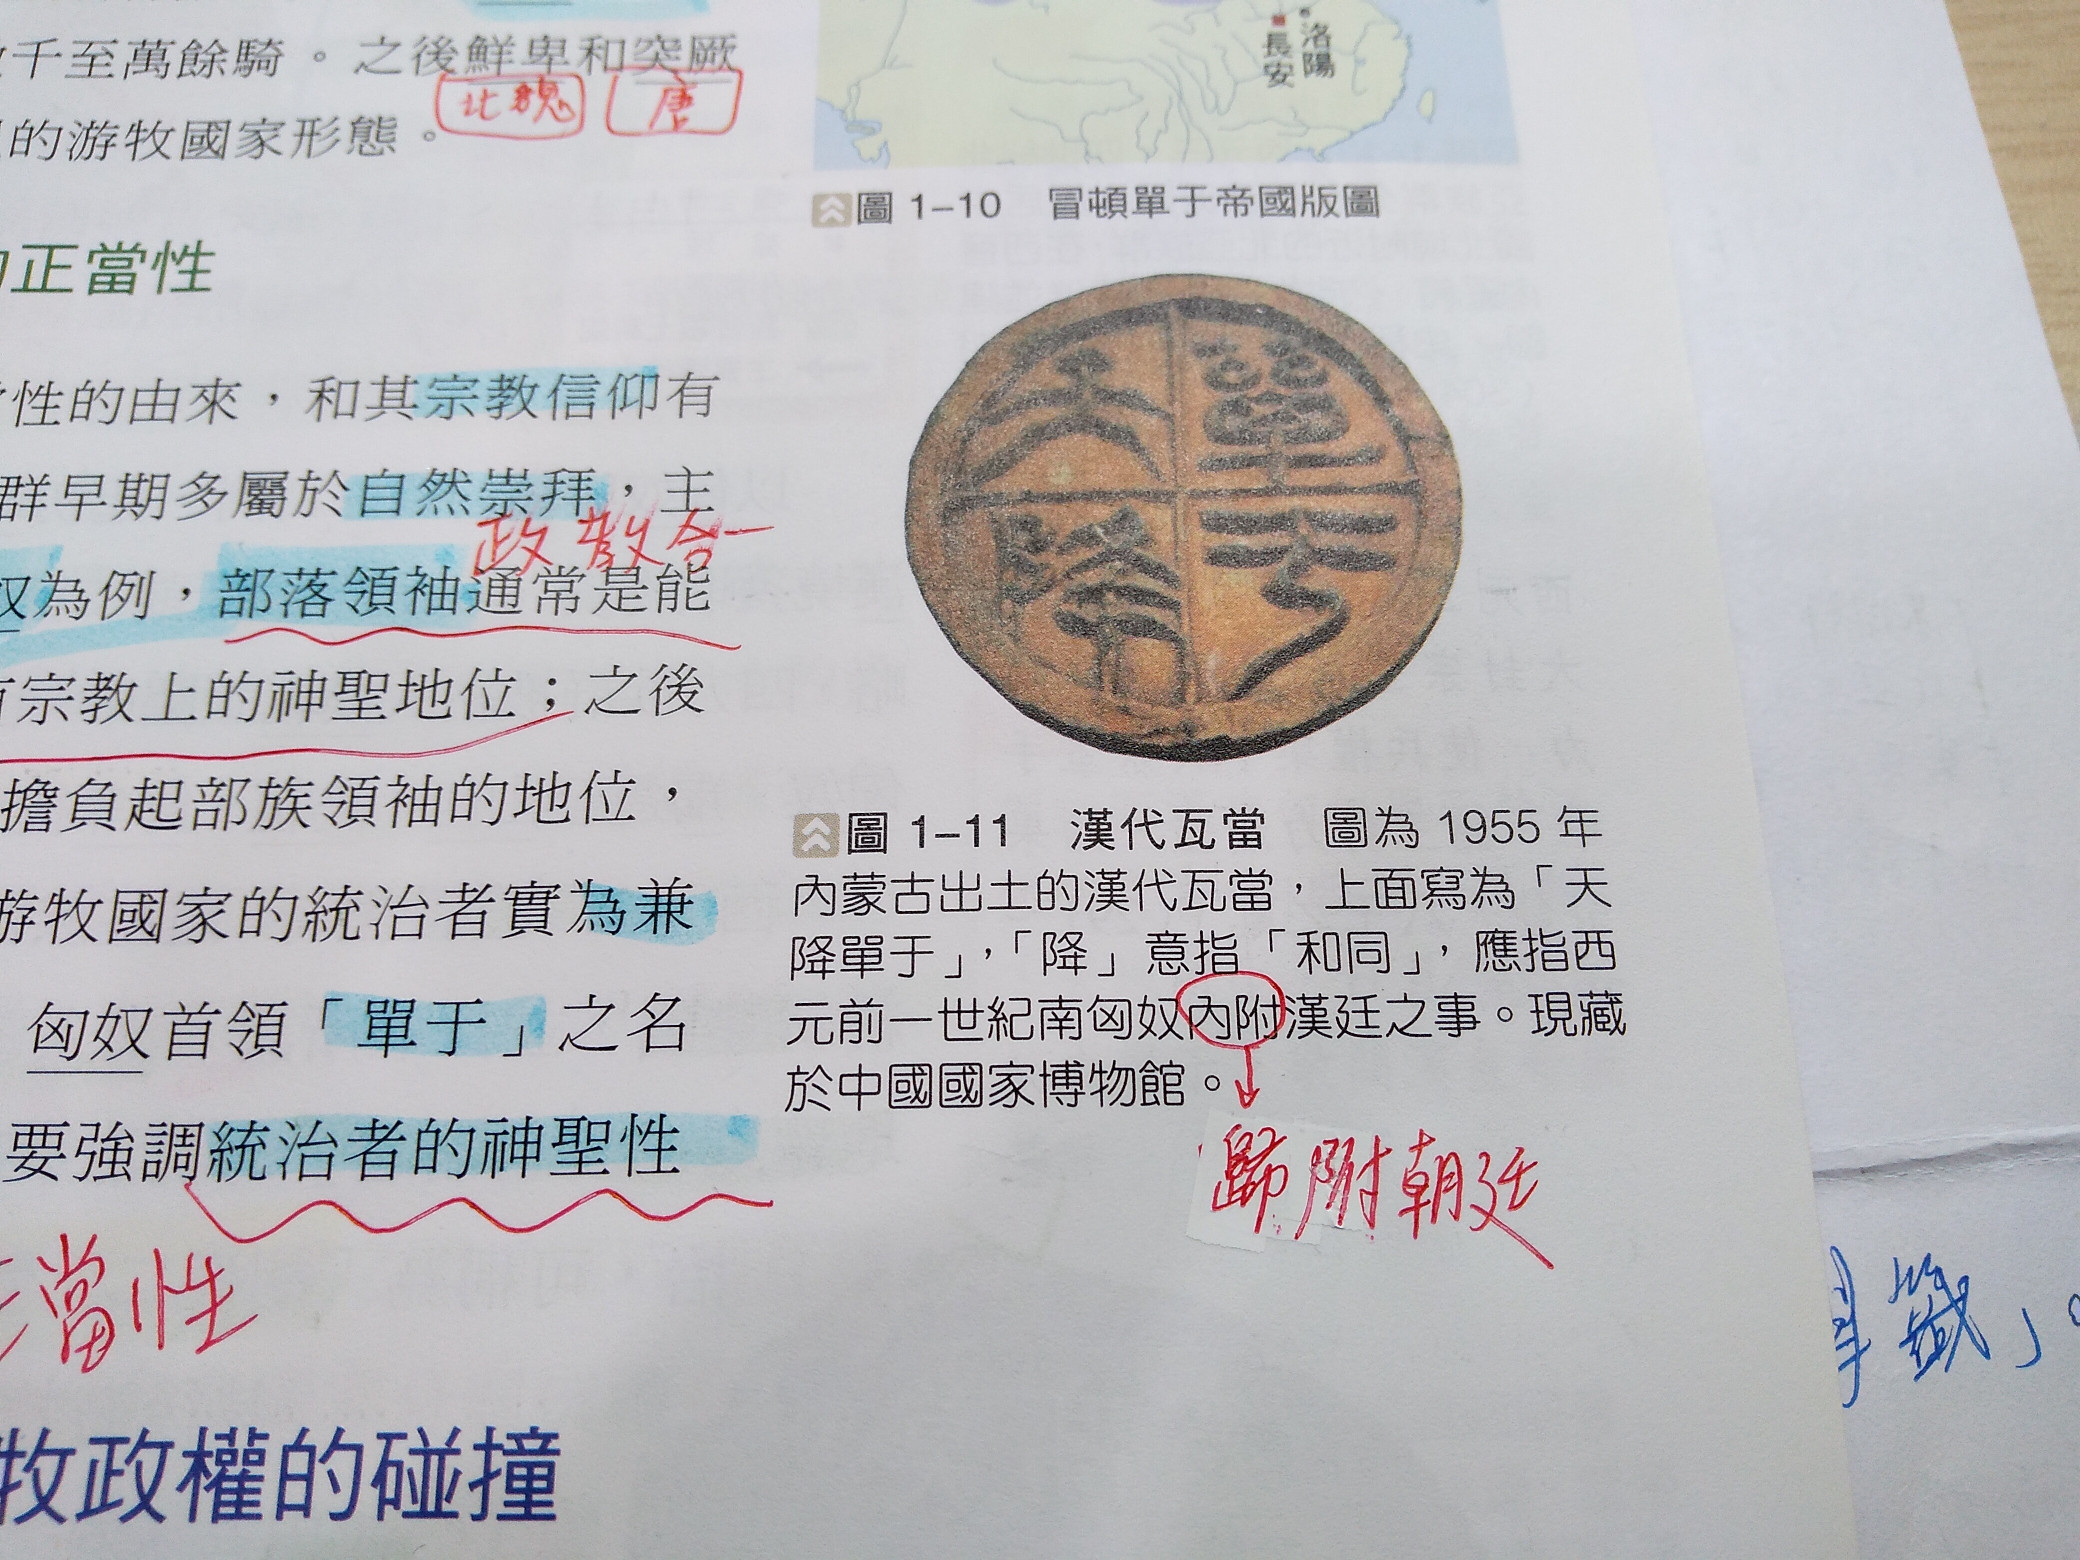 千至萬餘騎。之後鮮卑和突厥
北魏 唐
的游牧國家形態。
正當性
性的由來，和其宗教信仰有
群早期多屬於自然崇拜，主
政教合一
奴為例，部落領袖通常是能
有宗教上的神聖地位；之後
擔負起部族領袖的地位，
游牧國家的統治者實為兼
匈奴首領「單于」之名
要強調統治者的神聖性
正當性
牧政權的碰撞
洛陽
長安
圖 1-10 冒頓單于帝國版圖
單于
天降
圖 1-11 漢代瓦當 圖為 1955 年
內蒙古出土的漢代瓦當，上面寫為「天
降單于」，「降」意指「和同」，應指西
元前一世紀南匈奴內附漢廷之事。現藏
於中國國家博物館。
歸附朝廷
籤」。